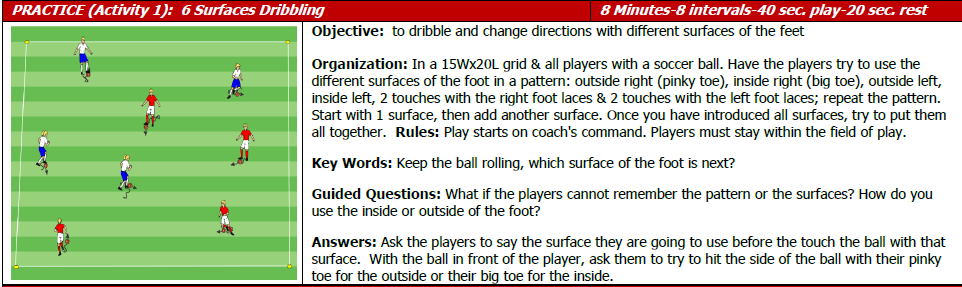 PRACTICE (Activity 1):  6 Surfaces Dribbling
8 Minutes-8 intervals-40 sec. play-20 sec. rest
Objective:  to dribble and change directions with different surfaces of the feet
Organization: In a 15Wx20L grid & all players with a soccer ball. Have the players try to use the
different surfaces of the foot in a pattern: outside right (pinky toe), inside right (big toe), outside left,
inside left, 2 touches with the right foot laces & 2 touches with the left foot laces; repeat the pattern.
Start with 1 surface, then add another surface. Once you have introduced all surfaces, try to put them
all together.  Rules: Play starts on coach's command. Players must stay within the field of play.
Key Words: Keep the ball rolling, which surface of the foot is next?
Guided Questions: What if the players cannot remember the pattern or the surfaces? How do you
use the inside or outside of the foot?
Answers: Ask the players to say the surface they are going to use before the touch the ball with that
surface.  With the ball in front of the player, ask them to try to hit the side of the ball with their pinky
toe for the outside or their big toe for the inside.